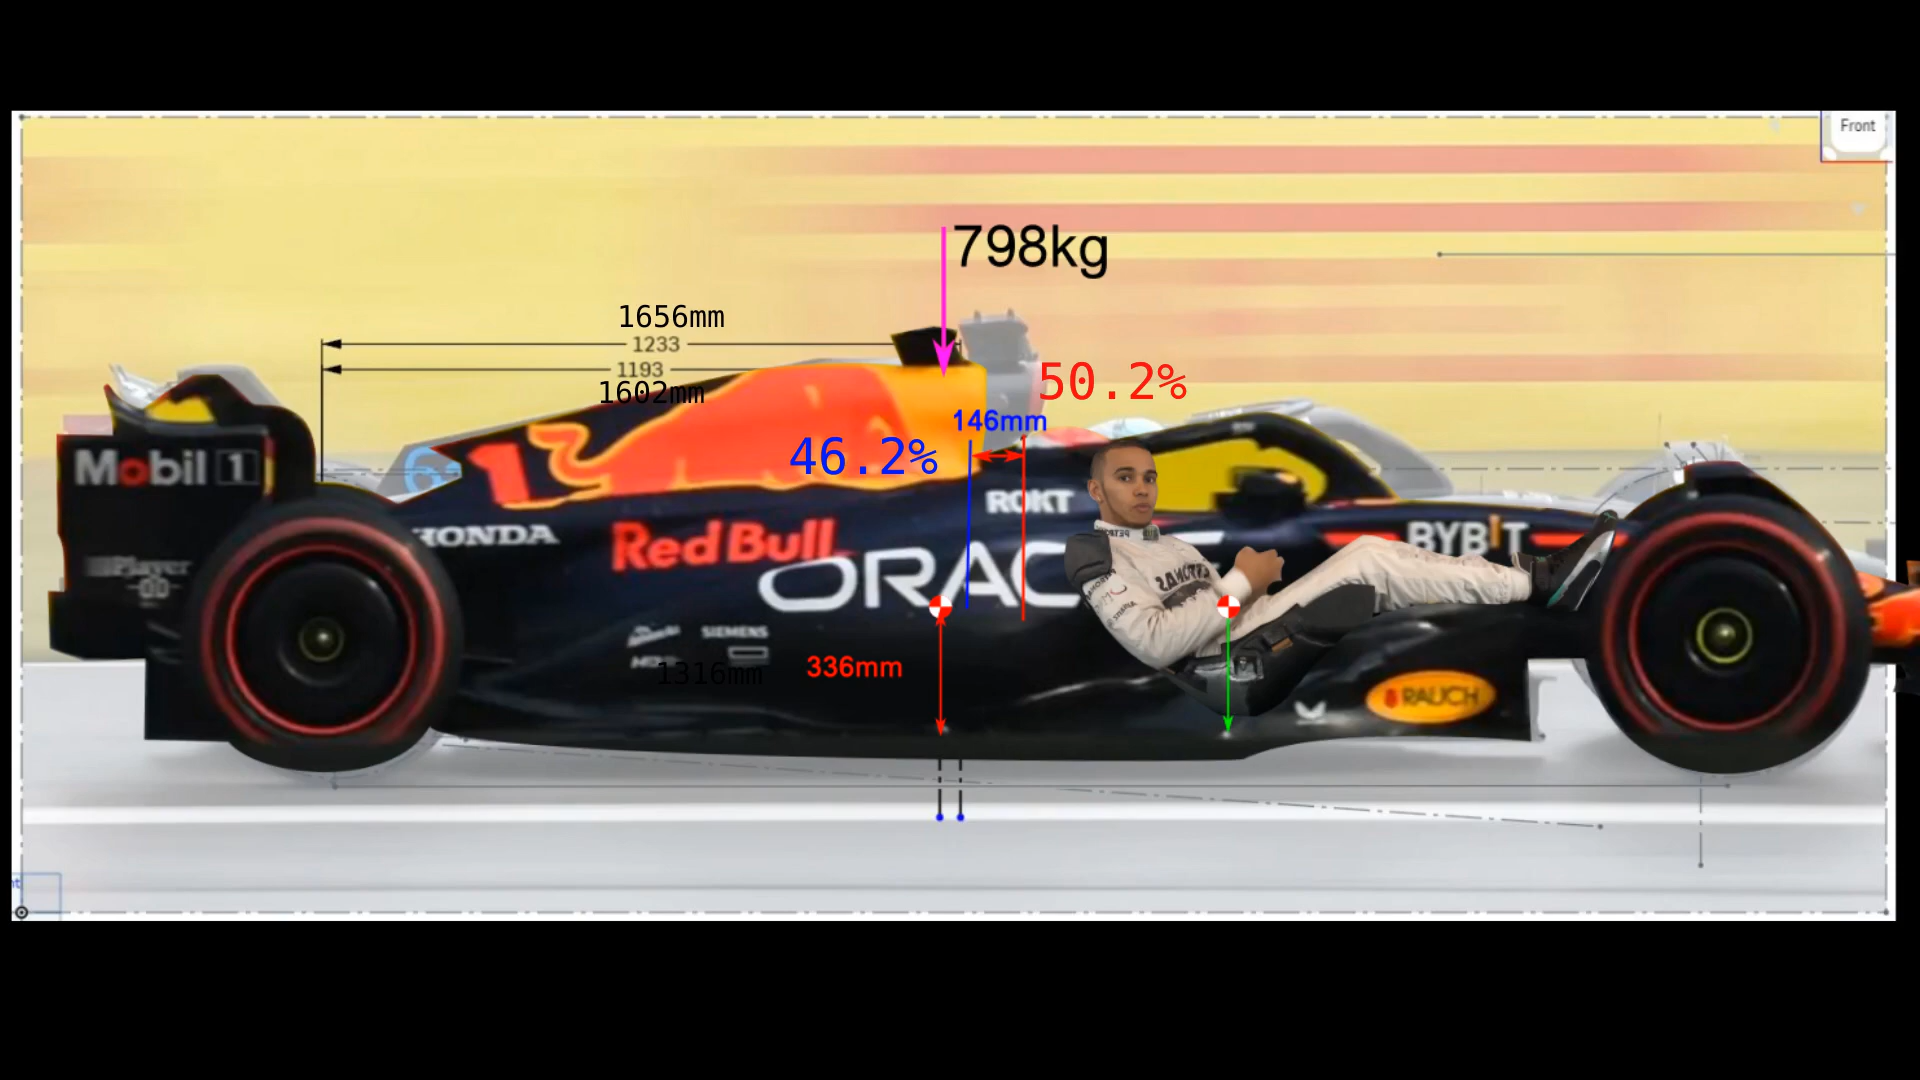 Front
798kg
1656mm
1233
1193
1602mm
50.2%
146mm
46.2%
Mobil 1
1
ROKT
HONDA
Red Bull
ORAC
BYBIT
SIEMENS
1316mm
336mm
RAUCH